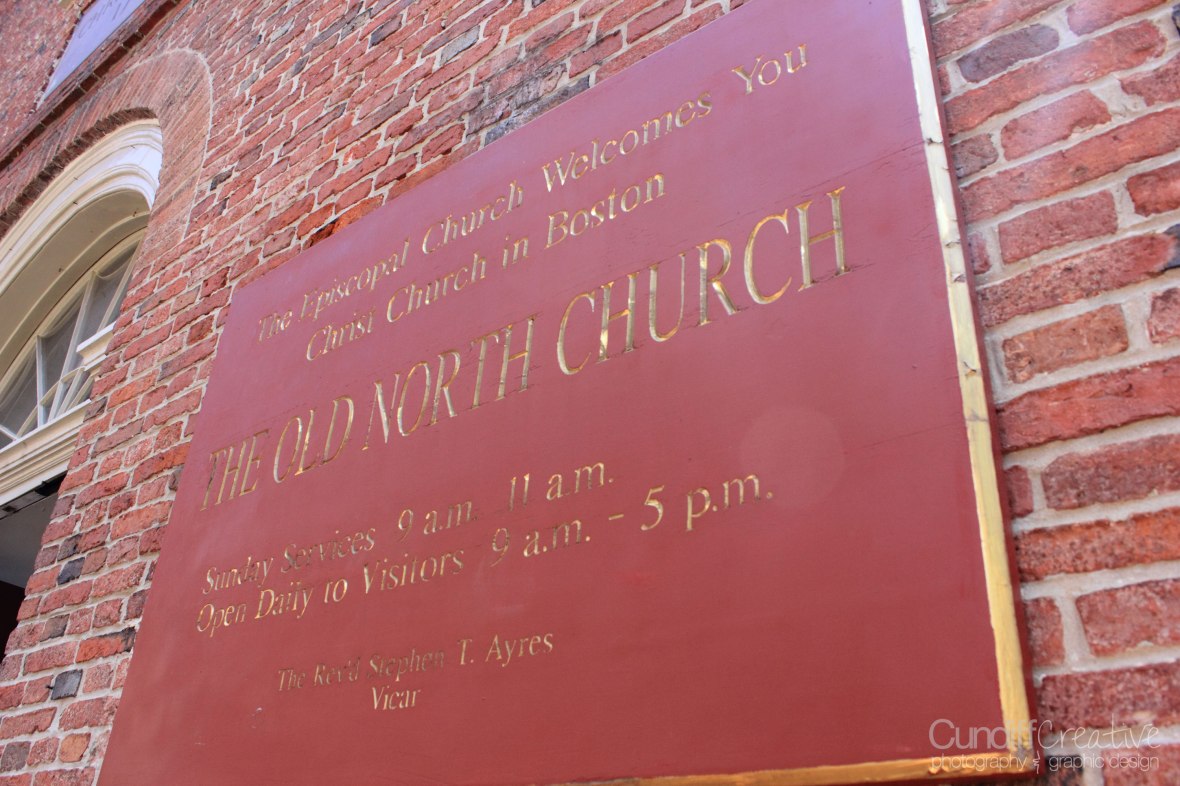 The Episcopal Church Welcomes You
Christ Church in Boston
THE OLD NORTH CHURCH
Sunday Services 9 a.m. 11 a.m.
Open Daily to Visitors 9 a.m. - 5 p.m.
The Rev'd Stephen T. Ayres
Vicar
CundiffCreative
photography & graphic design